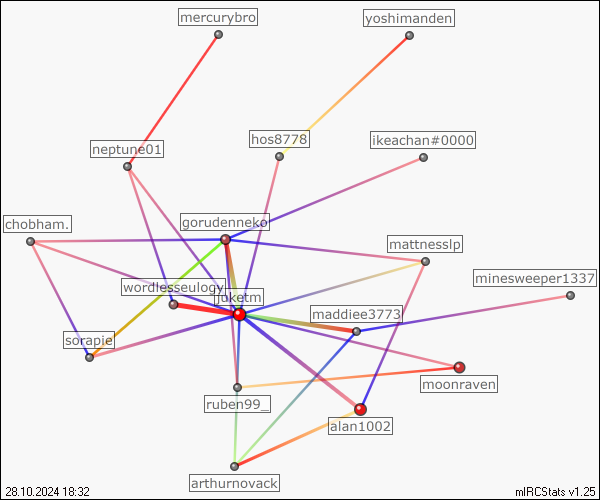 mercurybro
yoshimanden
neptune01
hos8778
ikeachan#0000
chobham.
gorudenneko
mattnesslp
minesweeper1337
wordlesseulogy
juketm
maddiee3773
sorapie
moonraven
ruben99_
alan1002
arthurnovack
28.10.2024 18:32
mIRCStats v1.25